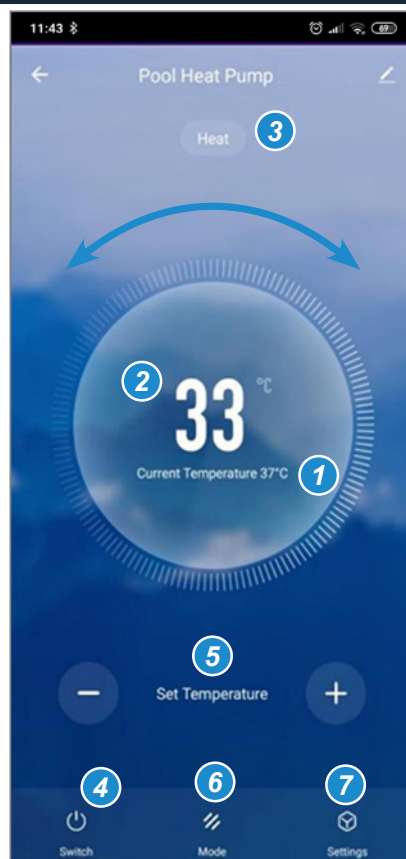 11:43 69
Pool Heat Pump
Heat 3
2
33 °C
Current Temperature 37°C 1
5
Set Temperature
4 6 7
Switch Mode Settings